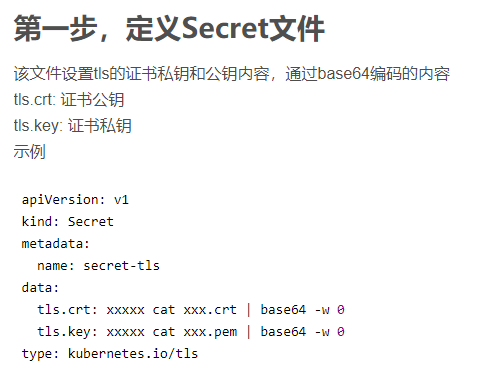 第一步，定义Secret文件
该文件设置tls的证书私钥和公钥内容，通过base64编码的内容
tls.crt: 证书公钥
tls.key: 证书私钥
示例
apiVersion: v1
kind: Secret
metadata:
  name: secret-tls
data:
  tls.crt: xxxxx cat xxx.crt | base64 -w 0
  tls.key: xxxxx cat xxx.pem | base64 -w 0
type: kubernetes.io/tls